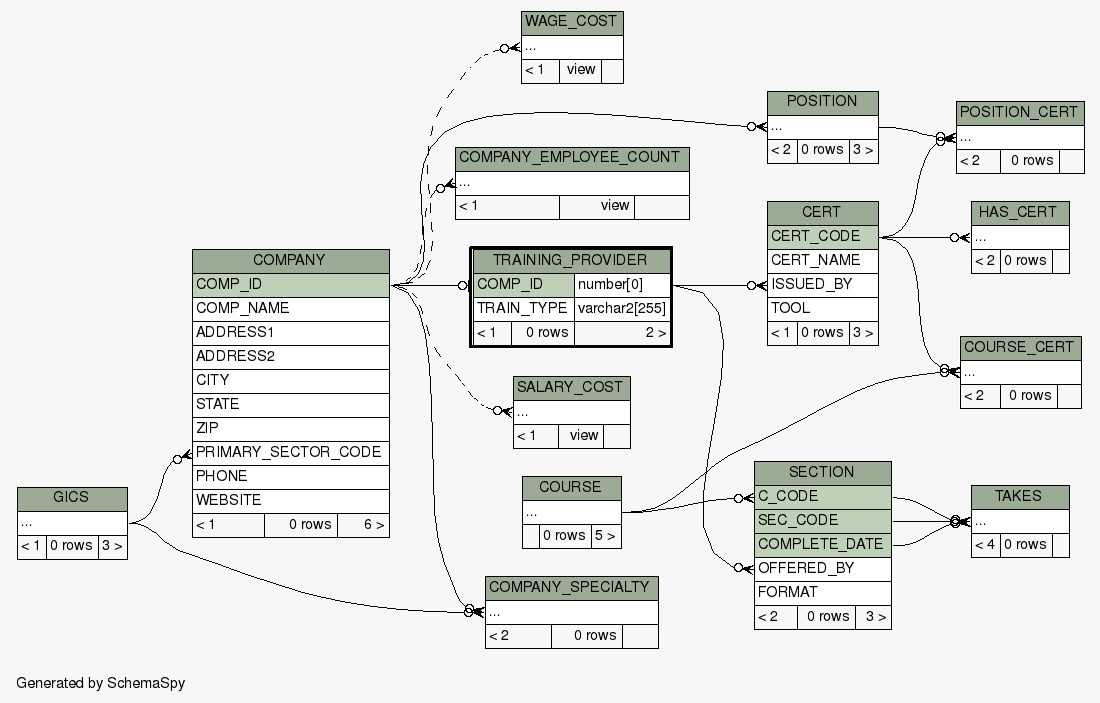 WAGE_COST
...
< 1 view
POSITION
...
< 2 0 rows 3 >
POSITION_CERT
...
< 2 0 rows
COMPANY_EMPLOYEE_COUNT
...
< 1 view
CERT
CERT_CODE
CERT_NAME
ISSUED_BY
TOOL
< 1 0 rows 3 >
HAS_CERT
...
< 2 0 rows
COMPANY
COMP_ID
COMP_NAME
ADDRESS1
ADDRESS2
CITY
STATE
ZIP
PRIMARY_SECTOR_CODE
PHONE
WEBSITE
< 1 0 rows 6 >
TRAINING_PROVIDER
COMP_ID number[0]
TRAIN_TYPE varchar2[255]
< 1 0 rows 2 >
COURSE_CERT
...
< 2 0 rows
SALARY_COST
...
< 1 view
GICS
...
< 1 0 rows 3 >
COURSE
...
0 rows 5 >
SECTION
C_CODE
SEC_CODE
COMPLETE_DATE
OFFERED_BY
FORMAT
< 2 0 rows 3 >
TAKES
...
< 4 0 rows
COMPANY_SPECIALTY
...
< 2 0 rows
Generated by SchemaSpy